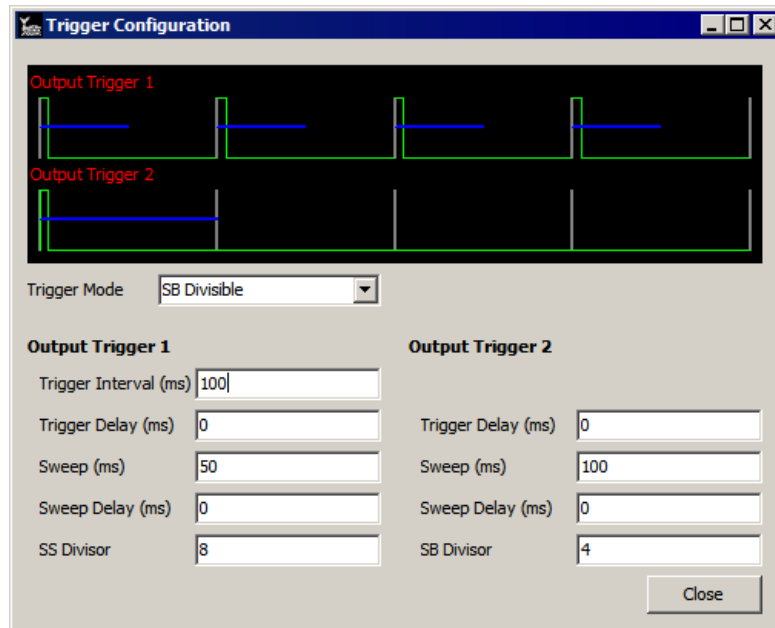 Trigger Configuration
Output Trigger 1
Output Trigger 2
Trigger Mode SB Divisible
Output Trigger 1 Output Trigger 2
Trigger Interval (ms) 100
Trigger Delay (ms) 0 Trigger Delay (ms) 0
Sweep (ms) 50 Sweep (ms) 100
Sweep Delay (ms) 0 Sweep Delay (ms) 0
SS Divisor 8 SB Divisor 4
Close